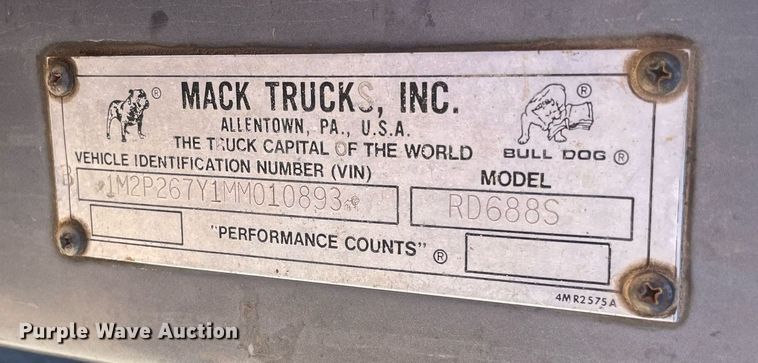 MACK TRUCKS, INC.
ALLENTOWN, PA., U.S.A.
THE TRUCK CAPITAL OF THE WORLD
BULL DOG ®
VEHICLE IDENTIFICATION NUMBER (VIN)
MODEL
1M2P267Y1MM010893
RD688S
"PERFORMANCE COUNTS" ®
4MR2575A
Purple Wave Auction